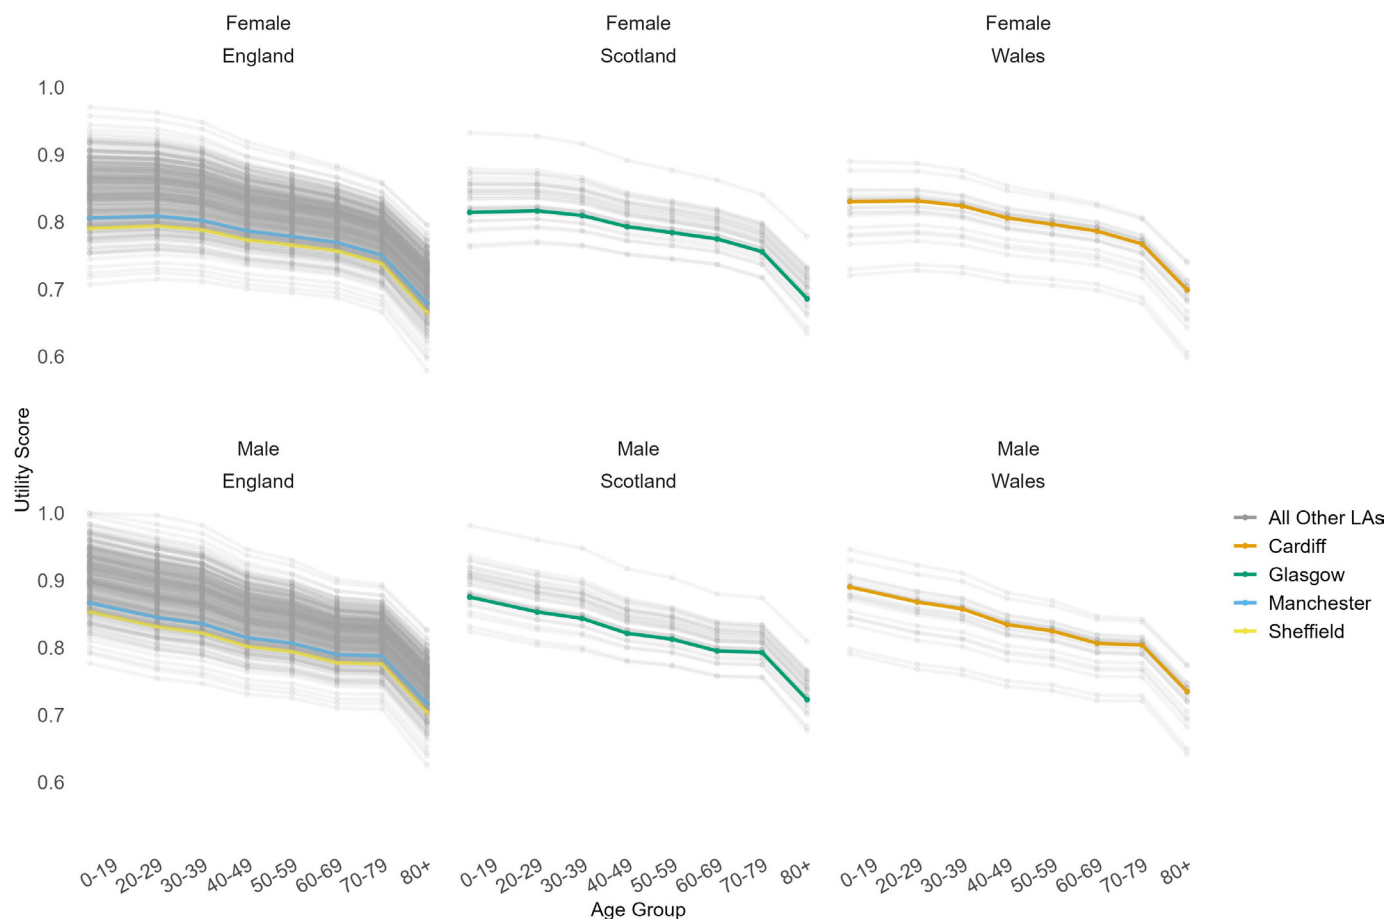 Female
England
Female
Scotland
Female
Wales
1.0
0.9
0.8
0.7
0.6
Utility Score
Male
England
Male
Scotland
Male
Wales
1.0
0.9
0.8
0.7
0.6
All Other LAs
Cardiff
Glasgow
Manchester
Sheffield
0-19 20-29 30-39 40-49 50-59 60-69 70-79 80+
0-19 20-29 30-39 40-49 50-59 60-69 70-79 80+
0-19 20-29 30-39 40-49 50-59 60-69 70-79 80+
Age Group